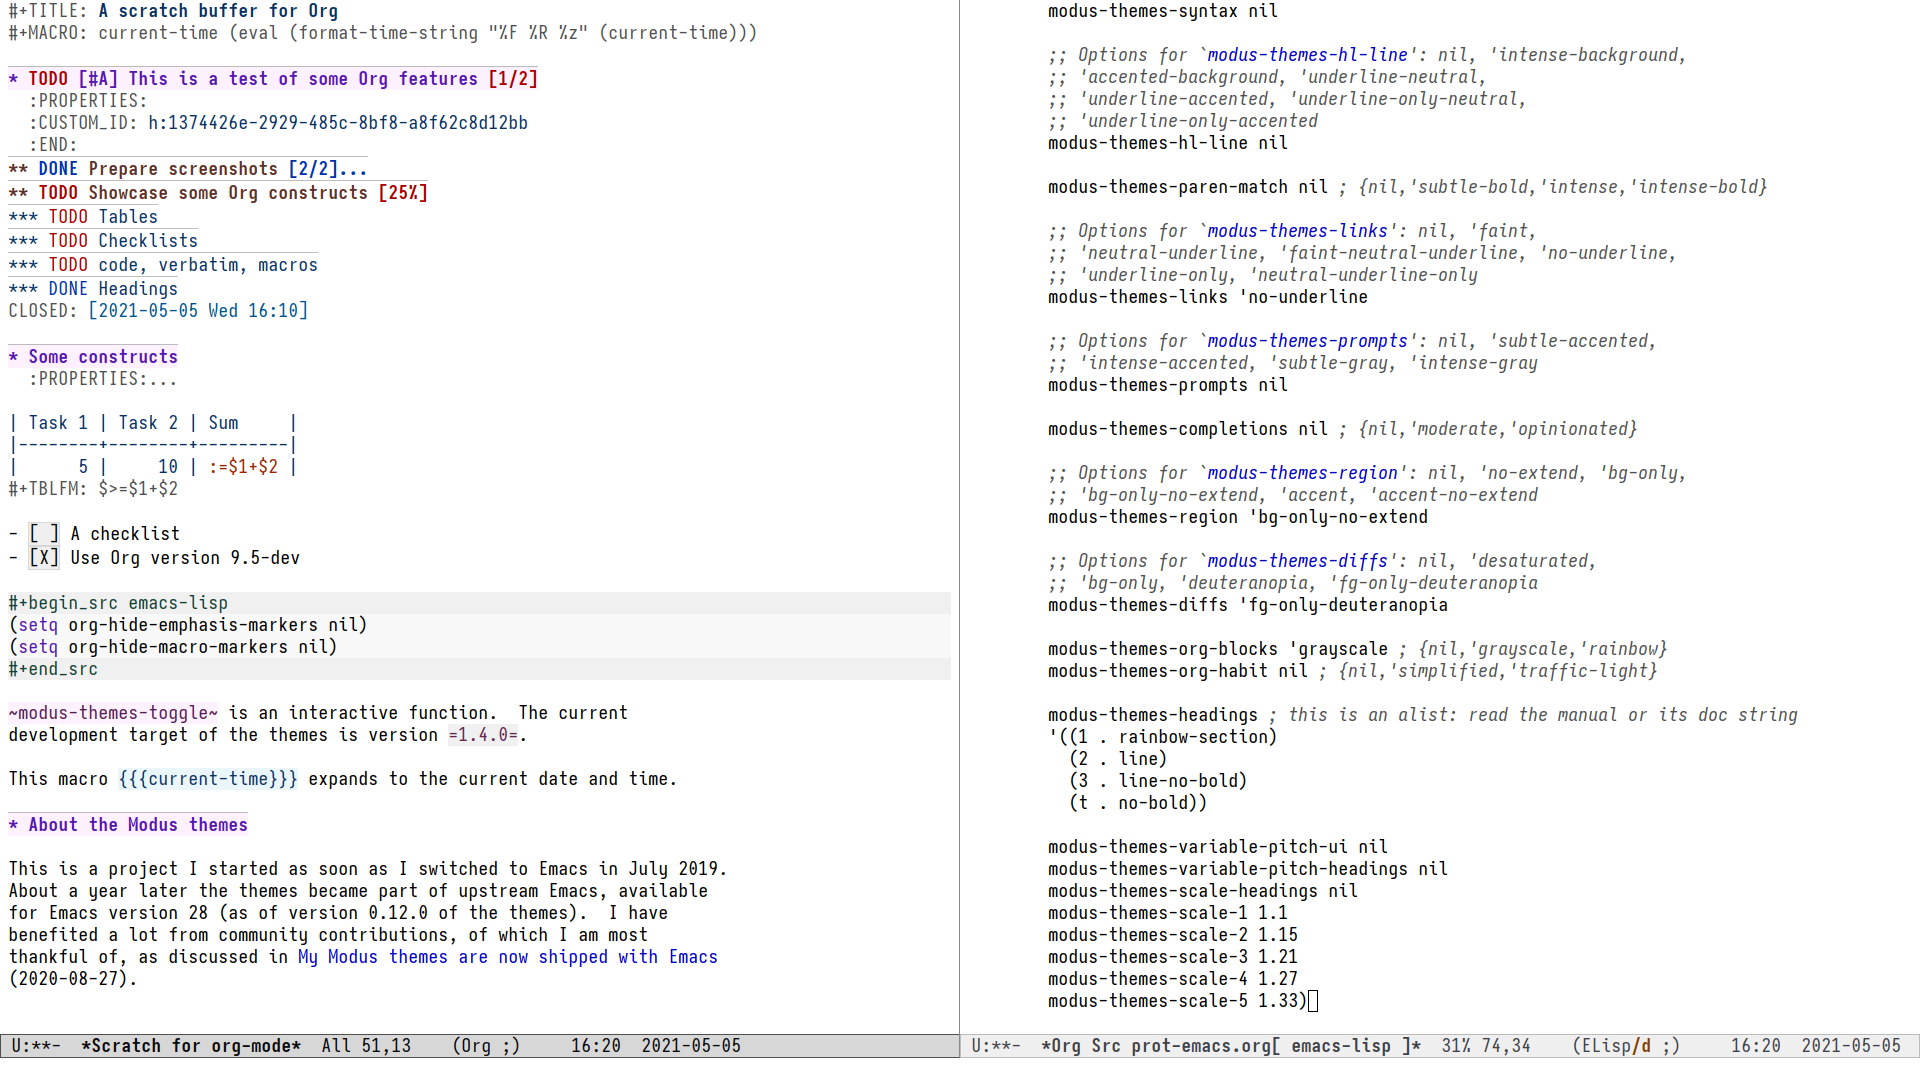 #+TITLE: A scratch buffer for Org
#+MACRO: current-time (eval (format-time-string "%F %R %z" (current-time)))
* TODO [#A] This is a test of some Org features [1/2]
:PROPERTIES:
:CUSTOM_ID: h:1374426e-2929-485c-8bf8-a8f62c8d12bb
:END:
** DONE Prepare screenshots [2/2]...
** TODO Showcase some Org constructs [25%]
*** TODO Tables
*** TODO Checklists
*** TODO code, verbatim, macros
*** DONE Headings
CLOSED: [2021-05-05 Wed 16:10]
* Some constructs
:PROPERTIES:...
| Task 1 | Task 2 | Sum     |
|--------+--------+---------|
|      5 |     10 | :=$1+$2 |
#+TBLFM: $>=$1+$2
- [ ] A checklist
- [X] Use Org version 9.5-dev
#+begin_src emacs-lisp
(setq org-hide-emphasis-markers nil)
(setq org-hide-macro-markers nil)
#+end_src
~modus-themes-toggle~ is an interactive function.  The current
development target of the themes is version =1.4.0=.
This macro {{{current-time}}} expands to the current date and time.
* About the Modus themes
This is a project I started as soon as I switched to Emacs in July 2019.
About a year later the themes became part of upstream Emacs, available
for Emacs version 28 (as of version 0.12.0 of the themes).  I have
benefited a lot from community contributions, of which I am most
thankful of, as discussed in My Modus themes are now shipped with Emacs
(2020-08-27).
U:**-  *Scratch for org-mode*  All 51,13    (Org ;)     16:20  2021-05-05
modus-themes-syntax nil
;; Options for `modus-themes-hl-line': nil, 'intense-background,
;; 'accented-background, 'underline-neutral,
;; 'underline-accented, 'underline-only-neutral,
;; 'underline-only-accented
modus-themes-hl-line nil
modus-themes-paren-match nil ; {nil,'subtle-bold,'intense,'intense-bold}
;; Options for `modus-themes-links': nil, 'faint,
;; 'neutral-underline, 'faint-neutral-underline, 'no-underline,
;; 'underline-only, 'neutral-underline-only
modus-themes-links 'no-underline
;; Options for `modus-themes-prompts': nil, 'subtle-accented,
;; 'intense-accented, 'subtle-gray, 'intense-gray
modus-themes-prompts nil
modus-themes-completions nil ; {nil,'moderate,'opinionated}
;; Options for `modus-themes-region': nil, 'no-extend, 'bg-only,
;; 'bg-only-no-extend, 'accent, 'accent-no-extend
modus-themes-region 'bg-only-no-extend
;; Options for `modus-themes-diffs': nil, 'desaturated,
;; 'bg-only, 'deuteranopia, 'fg-only-deuteranopia
modus-themes-diffs 'fg-only-deuteranopia
modus-themes-org-blocks 'grayscale ; {nil,'grayscale,'rainbow}
modus-themes-org-habit nil ; {nil,'simplified,'traffic-light}
modus-themes-headings ; this is an alist: read the manual or its doc string
'((1 . rainbow-section)
(2 . line)
(3 . line-no-bold)
(t . no-bold))
modus-themes-variable-pitch-ui nil
modus-themes-variable-pitch-headings nil
modus-themes-scale-headings nil
modus-themes-scale-1 1.1
modus-themes-scale-2 1.15
modus-themes-scale-3 1.21
modus-themes-scale-4 1.27
modus-themes-scale-5 1.33)
U:**-  *Org Src prot-emacs.org[ emacs-lisp ]*  31% 74,34    (ELisp/d ;)     16:20  2021-05-05